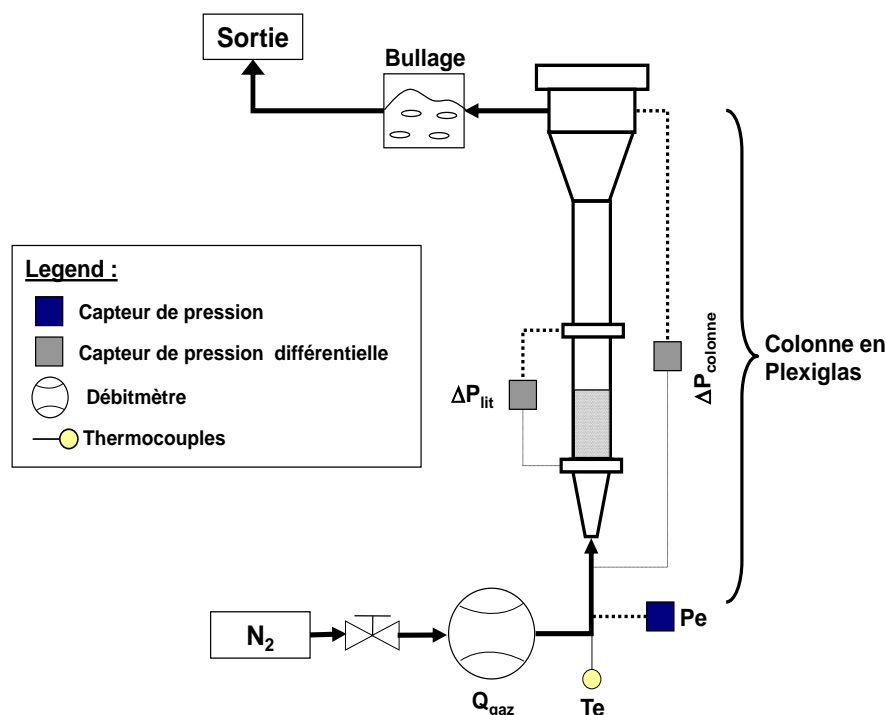 Sortie
Bullage
Legend :
Capteur de pression
Capteur de pression différentielle
Débitmètre
Thermocouples
ΔPlit
ΔPcolonne
Colonne en
Plexiglas
N2
Qgaz
Pe
Te